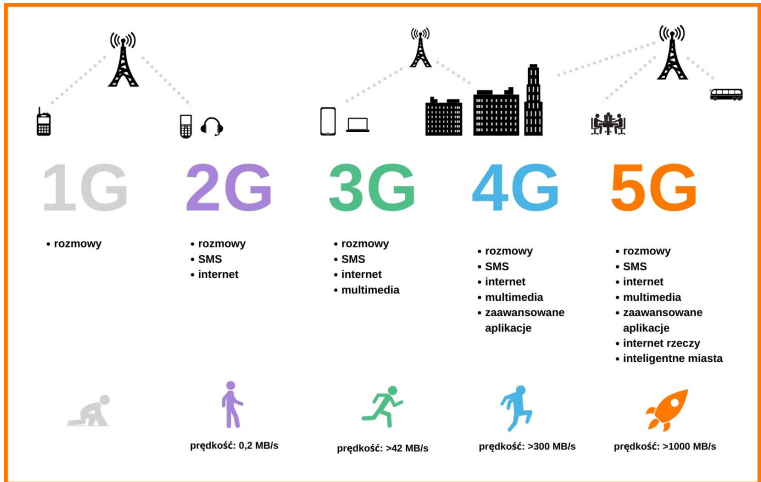 1G
2G
3G
4G
5G
• rozmowy
• rozmowy
• SMS
• internet
• rozmowy
• SMS
• internet
• multimedia
• rozmowy
• SMS
• internet
• multimedia
• zaawansowane
aplikacje
• rozmowy
• SMS
• internet
• multimedia
• zaawansowane
aplikacje
• internet rzeczy
• inteligentne miasta
prędkość: 0,2 MB/s
prędkość: >42 MB/s
prędkość: >300 MB/s
prędkość: >1000 MB/s